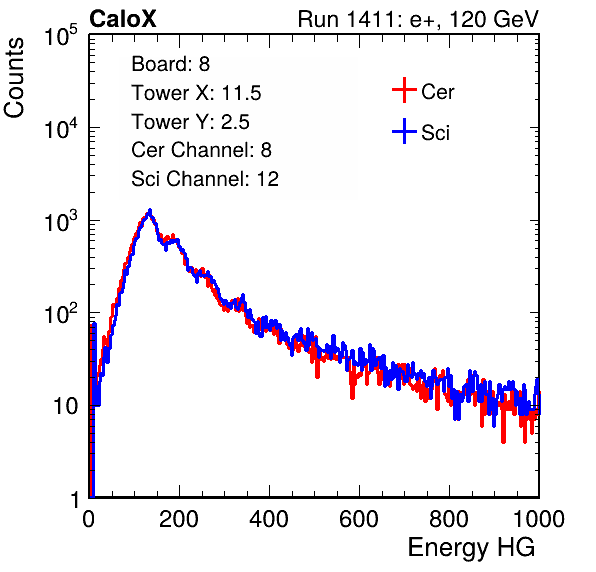 CaloX Run 1411: e+, 120 GeV
Counts
Board: 8
Tower X: 11.5
Tower Y: 2.5
Cer Channel: 8
Sci Channel: 12
Cer
Sci
10^5
10^4
10^3
10^2
10
1
0 200 400 600 800 1000
Energy HG